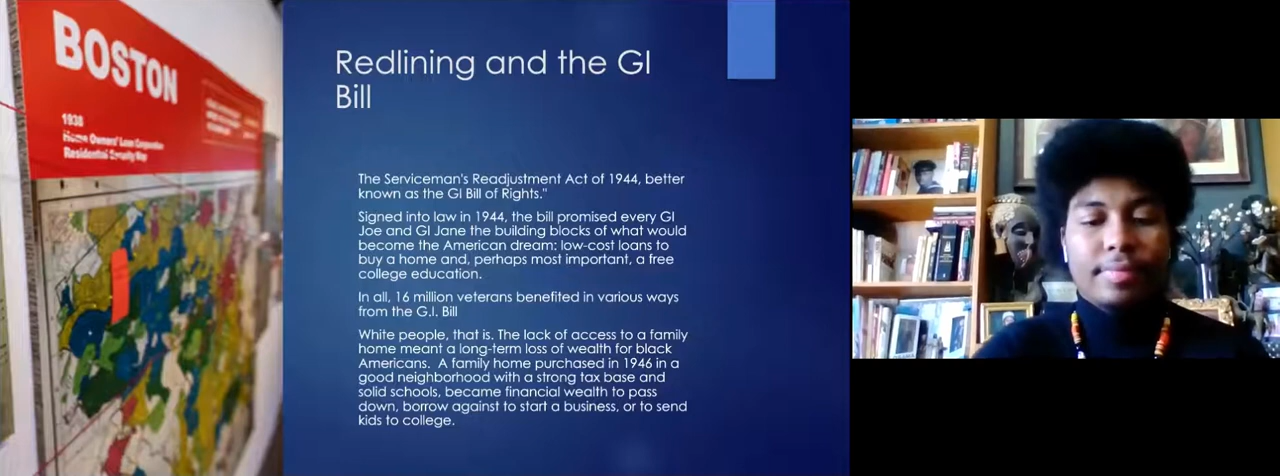 BOSTON
1938
Home Owners' Loan Corporation
Residential Security Map
Redlining and the GI
Bill
The Serviceman's Readjustment Act of 1944, better
known as the GI Bill of Rights."
Signed into law in 1944, the bill promised every GI
Joe and GI Jane the building blocks of what would
become the American dream: low-cost loans to
buy a home and, perhaps most important, a free
college education.
In all, 16 million veterans benefited in various ways
from the G.I. Bill
White people, that is. The lack of access to a family
home meant a long-term loss of wealth for black
Americans.  A family home purchased in 1946 in a
good neighborhood with a strong tax base and
solid schools, became financial wealth to pass
down, borrow against to start a business, or to send
kids to college.